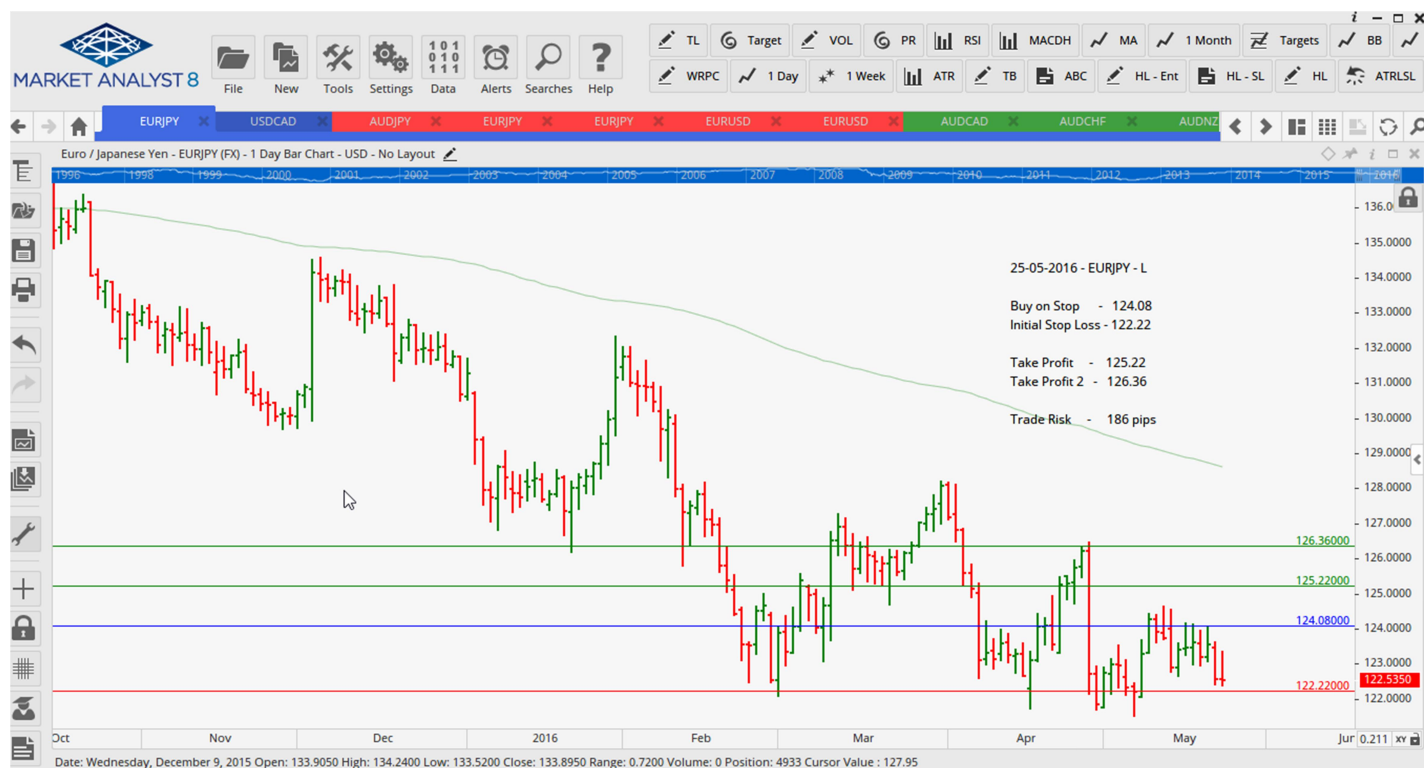 MARKET ANALYST 8
File New Tools Settings Data Alerts Searches Help
101
010
111
TL Target VOL PR RSI MACDH MA 1 Month Targets BB
WRPC 1 Day 1 Week ATR TB ABC HL - Ent HL - SL HL ATRLSL
EURJPY USDCAD AUDJPY EURJPY EURJPY EURUSD EURUSD AUDCAD AUDCHF AUDNZ
Euro / Japanese Yen - EURJPY (FX) - 1 Day Bar Chart - USD - No Layout
1996 1998 1999 2000 2001 2002 2003 2004 2005 2006 2007 2008 2009 2010 2011 2012 2013 2014 2015 2016
136.0
135.0000
134.0000
133.0000
132.0000
131.0000
130.0000
129.0000
128.0000
127.0000
126.0000
125.0000
124.0000
123.0000
122.5350
122.0000
25-05-2016 - EURJPY - L
Buy on Stop - 124.08
Initial Stop Loss - 122.22
Take Profit - 125.22
Take Profit 2 - 126.36
Trade Risk - 186 pips
126.36000
125.22000
124.08000
122.22000
Oct Nov Dec 2016 Feb Mar Apr May Jun 0.211 XY
Date: Wednesday, December 9, 2015 Open: 133.9050 High: 134.2400 Low: 133.5200 Close: 133.8950 Range: 0.7200 Volume: 0 Position: 4933 Cursor Value : 127.95